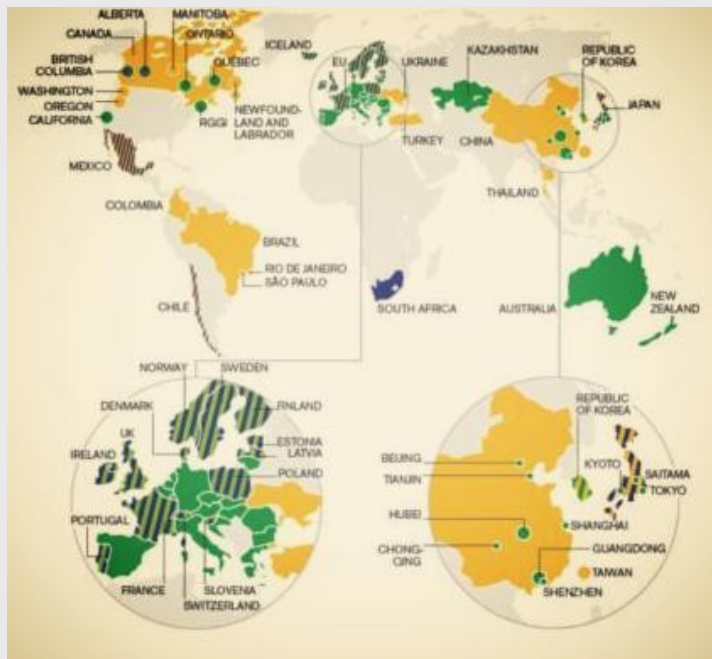 ALBERTA
MANITOBA
CANADA
ONTARIO
BRITISH
COLUMBIA
QUÉBEC
WASHINGTON
OREGON
CALIFORNIA
RGGI
NEWFOUND-
LAND AND
LABRADOR
ICELAND
EU
UKRAINE
KAZAKHSTAN
REPUBLIC
OF KOREA
JAPAN
TURKEY
CHINA
THAILAND
MEXICO
COLOMBIA
BRAZIL
RIO DE JANEIRO
SÃO PAULO
CHILE
SOUTH AFRICA
AUSTRALIA
NEW
ZEALAND
NORWAY
SWEDEN
DENMARK
FINLAND
UK
IRELAND
ESTONIA
LATVIA
POLAND
PORTUGAL
FRANCE
SLOVENIA
SWITZERLAND
REPUBLIC
OF KOREA
BEIJING
TIANJIN
KYOTO
SAITAMA
TOKYO
HUBEI
SHANGHAI
CHONG-
QING
GUANGDONG
TAIWAN
SHENZHEN